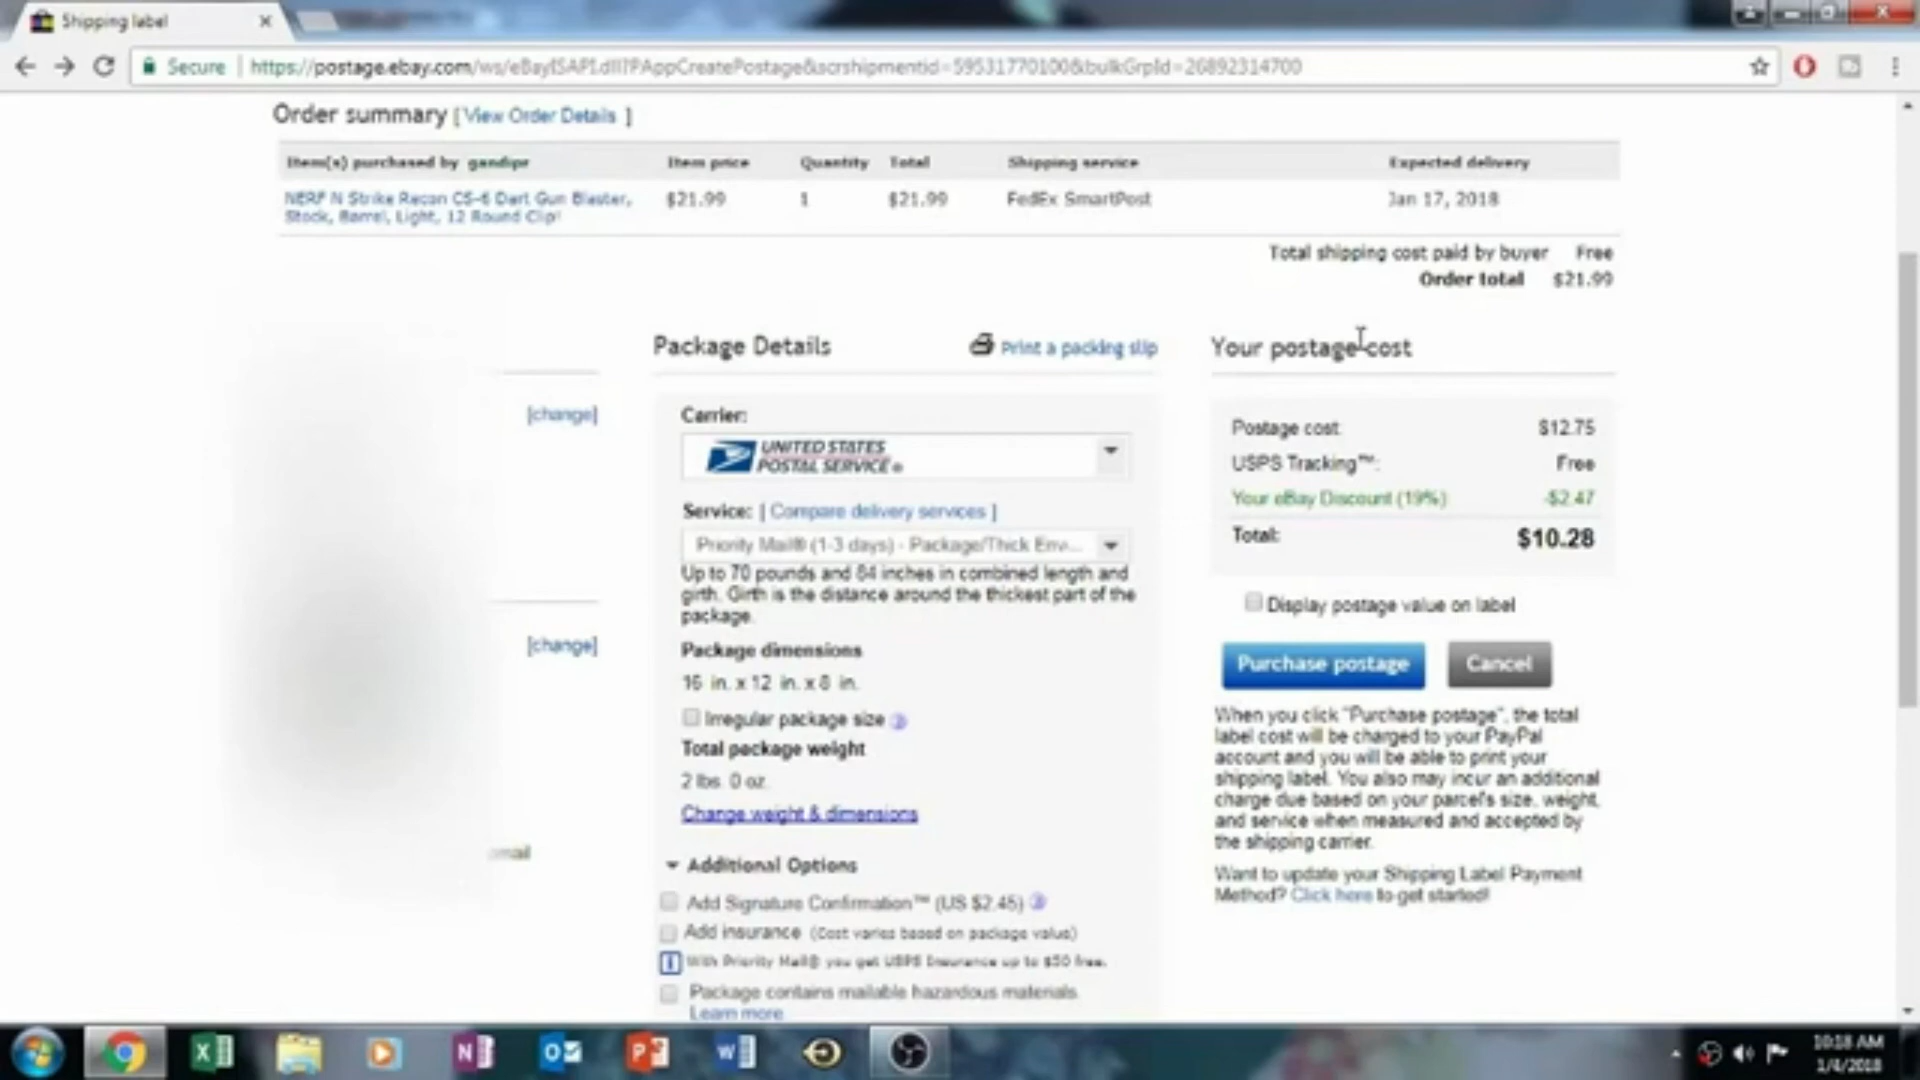 Shipping label
Secure | https://postage.ebay.com/ws/eBayISAPI.dll?PAppCreatePostage&scrshipmentid=59531770100&bulkGrpId=26892314700
Order summary [ View Order Details ]
Item(s) purchased by gandipr Item price Quantity Total Shipping service Expected delivery
NERF N Strike Recon CS-6 Dart Gun Blaster, $21.99 1 $21.99 FedEx SmartPost Jan 17, 2018
Stock, Barrel, Light, 12 Round Clip!
Total shipping cost paid by buyer Free
Order total $21.99
Package Details Print a packing slip Your postage cost
[change]
Carrier:
UNITED STATES
POSTAL SERVICE®
Service: [ Compare delivery services ]
Priority Mail® (1-3 days) - Package/Thick Env...
Up to 70 pounds and 84 inches in combined length and
girth. Girth is the distance around the thickest part of the
package.
[change]
Package dimensions
16 in. x 12 in. x 8 in.
Irregular package size
Total package weight
2 lbs. 0 oz.
Change weight & dimensions
Additional Options
Add Signature Confirmation™ (US $2.45)
Add insurance (Cost varies based on package value)
With Priority Mail® you get USPS Insurance up to $50 free.
Package contains mailable hazardous materials.
Learn more
Postage cost $12.75
USPS Tracking™: Free
Your eBay Discount (19%) -$2.47
Total: $10.28
Display postage value on label
Purchase postage Cancel
When you click "Purchase postage", the total
label cost will be charged to your PayPal
account and you will be able to print your
shipping label. You also may incur an additional
charge due based on your parcel's size, weight,
and service when measured and accepted by
the shipping carrier.
Want to update your Shipping Label Payment
Method? Click here to get started!
10:18 AM
1/4/2018